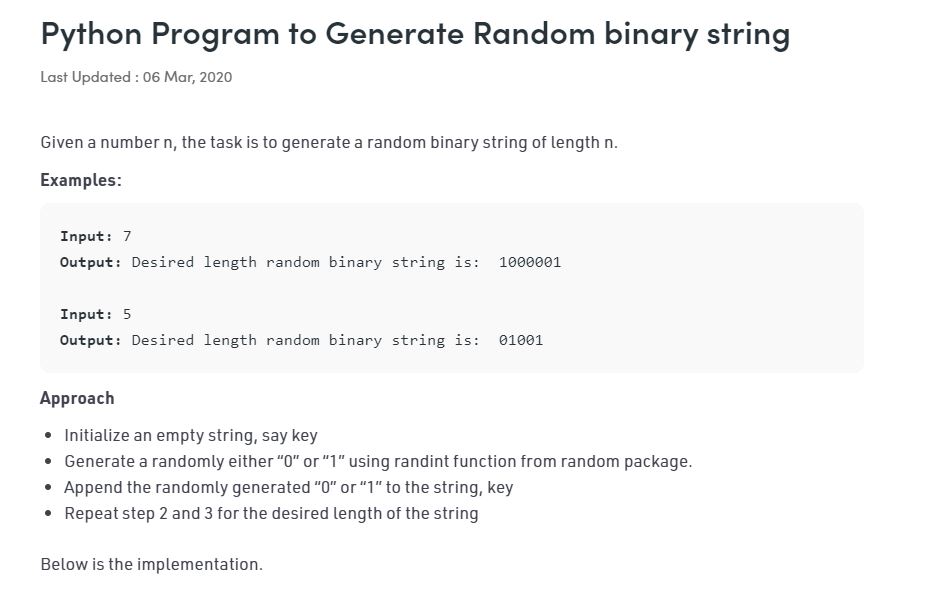 Python Program to Generate Random binary string
Last Updated : 06 Mar, 2020
Given a number n, the task is to generate a random binary string of length n.
Examples:
Input: 7
Output: Desired length random binary string is:  1000001
Input: 5
Output: Desired length random binary string is:  01001
Approach
• Initialize an empty string, say key
• Generate a randomly either “0” or “1” using randint function from random package.
• Append the randomly generated “0” or “1” to the string, key
• Repeat step 2 and 3 for the desired length of the string
Below is the implementation.